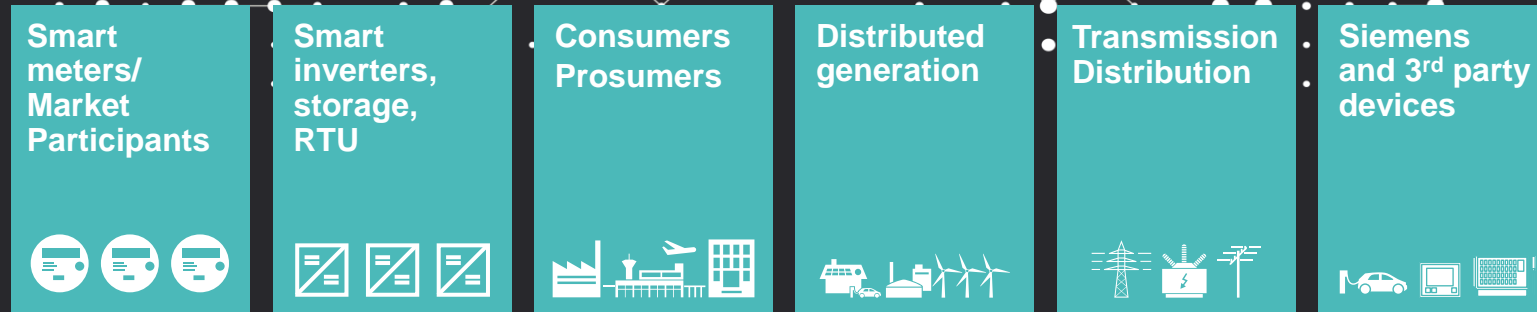 Smart
meters/
Market
Participants
Smart
inverters,
storage,
RTU
Consumers
Prosumers
Distributed
generation
Transmission
Distribution
Siemens
and 3rd party
devices